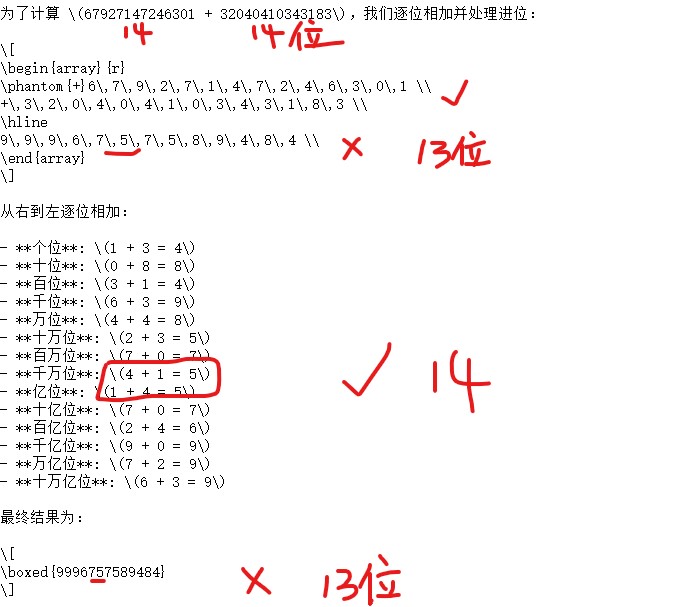 为了计算 \(67927147246301 + 32040410343183\)，我们逐位相加并处理进位：
14 14位
\[
\begin{array}{r}
\phantom{+}6\,7\,9\,2\,7\,1\,4\,7\,2\,4\,6\,3\,0\,1 \\ ✓
+\,3\,2\,0\,4\,0\,4\,1\,0\,3\,4\,3\,1\,8\,3 \\
\hline
9\,9\,9\,6\,7\,5\,7\,5\,8\,9\,4\,8\,4 \\ × 13位
\end{array}
\]
从右到左逐位相加：
- **个位**: \(1 + 3 = 4\)
- **十位**: \(0 + 8 = 8\)
- **百位**: \(3 + 1 = 4\)
- **千位**: \(6 + 3 = 9\)
- **万位**: \(4 + 4 = 8\)
- **十万位**: \(2 + 3 = 5\)
- **百万位**: \(7 + 0 = 7\)
- **千万位**: \(4 + 1 = 5\) ✓ 14
- **亿位**: \(1 + 4 = 5\)
- **十亿位**: \(7 + 0 = 7\)
- **百亿位**: \(2 + 4 = 6\)
- **千亿位**: \(9 + 0 = 9\)
- **万亿位**: \(7 + 2 = 9\)
- **十万亿位**: \(6 + 3 = 9\)
最终结果为：
\[
\boxed{9996757589484} × 13位
\]